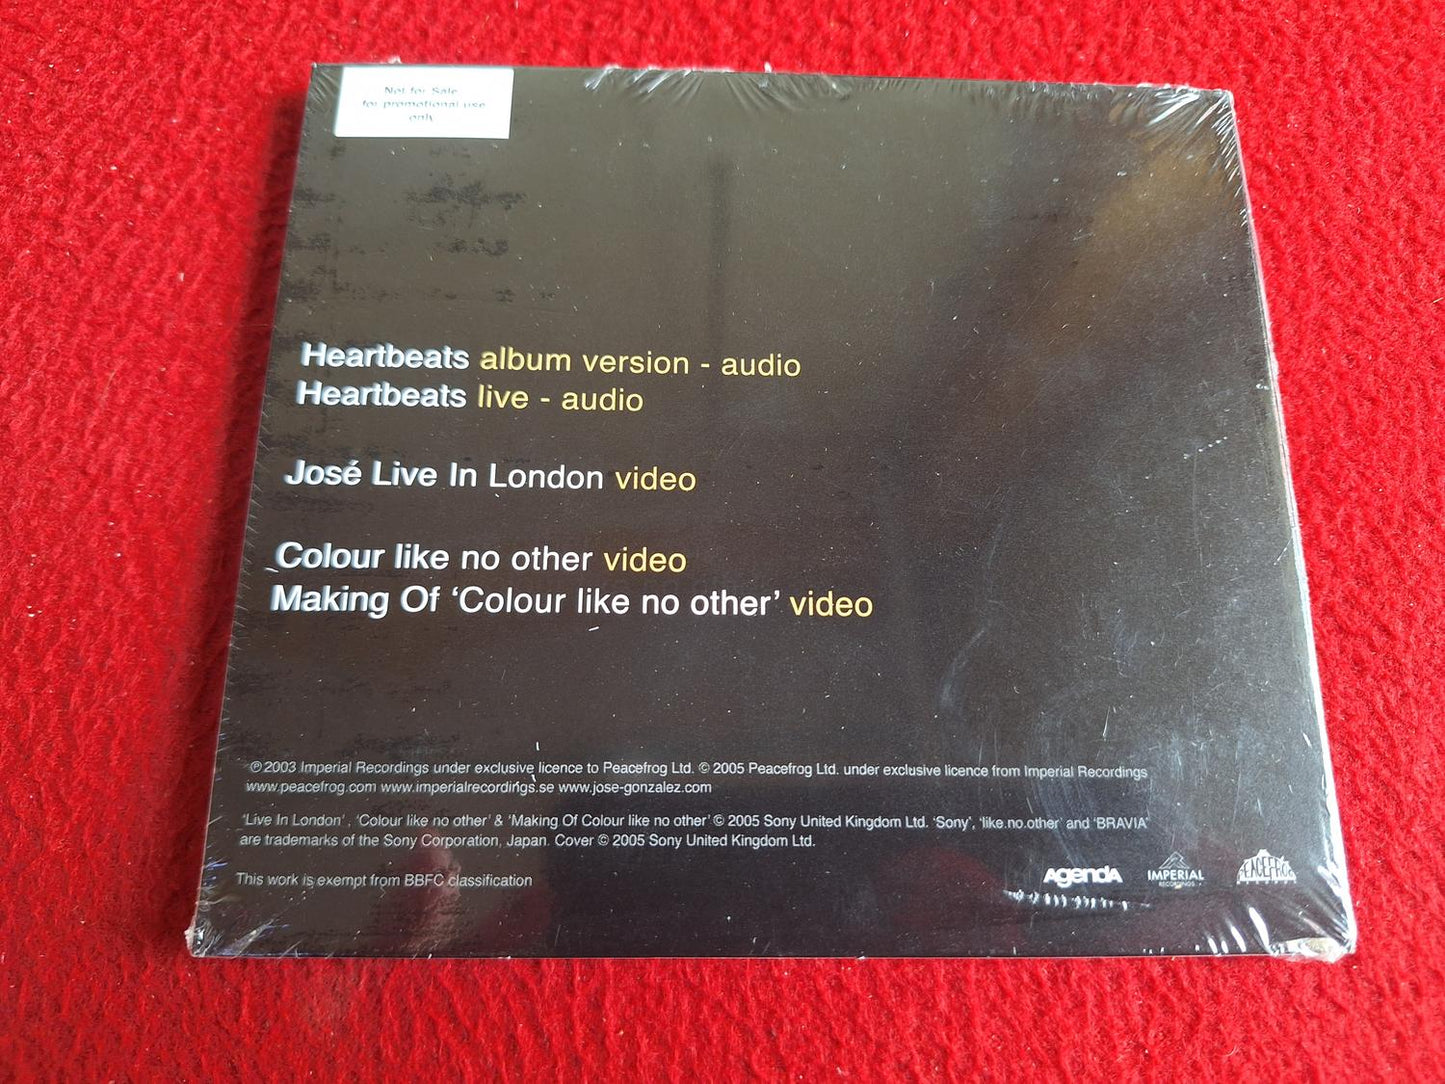 Not for Sale
for promotional use
only
Heartbeats album version - audio
Heartbeats live - audio
José Live In London video
Colour like no other video
Making Of ‘Colour like no other’ video
℗ 2003 Imperial Recordings under exclusive licence to Peacefrog Ltd. © 2005 Peacefrog Ltd. under exclusive licence from Imperial Recordings
www.peacefrog.com www.imperialrecordings.se www.jose-gonzalez.com
‘Live In London’, ‘Colour like no other’ & ‘Making Of Colour like no other’ © 2005 Sony United Kingdom Ltd. ‘Sony’, ‘like.no.other’ and ‘BRAVIA’
are trademarks of the Sony Corporation, Japan. Cover © 2005 Sony United Kingdom Ltd.
This work is exempt from BBFC classification
AgendA
IMPERIAL
RECORDINGS
PEACEFROG